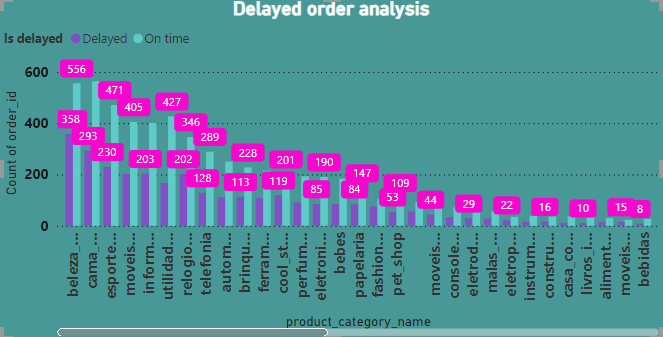 Delayed order analysis
Is delayed Delayed On time
Count of order_id
600
400
200
0
556
358
293
471
230
405
203
427
202
346
289
128
228
113
201
119
190
85
147
84
109
53
44
29
22
16
10
15
8
beleza_...
cama_...
esporte...
moveis...
inform...
utilidad...
relogio...
telefonia
autom...
brinqu...
ferram...
cool_st...
perfum...
eletroni...
bebes
papelaria
fashion...
pet_shop
moveis...
console...
eletrod...
malas_...
eletrop...
instrum...
constru...
casa_co...
livros_i...
aliment...
moveis...
bebidas
product_category_name